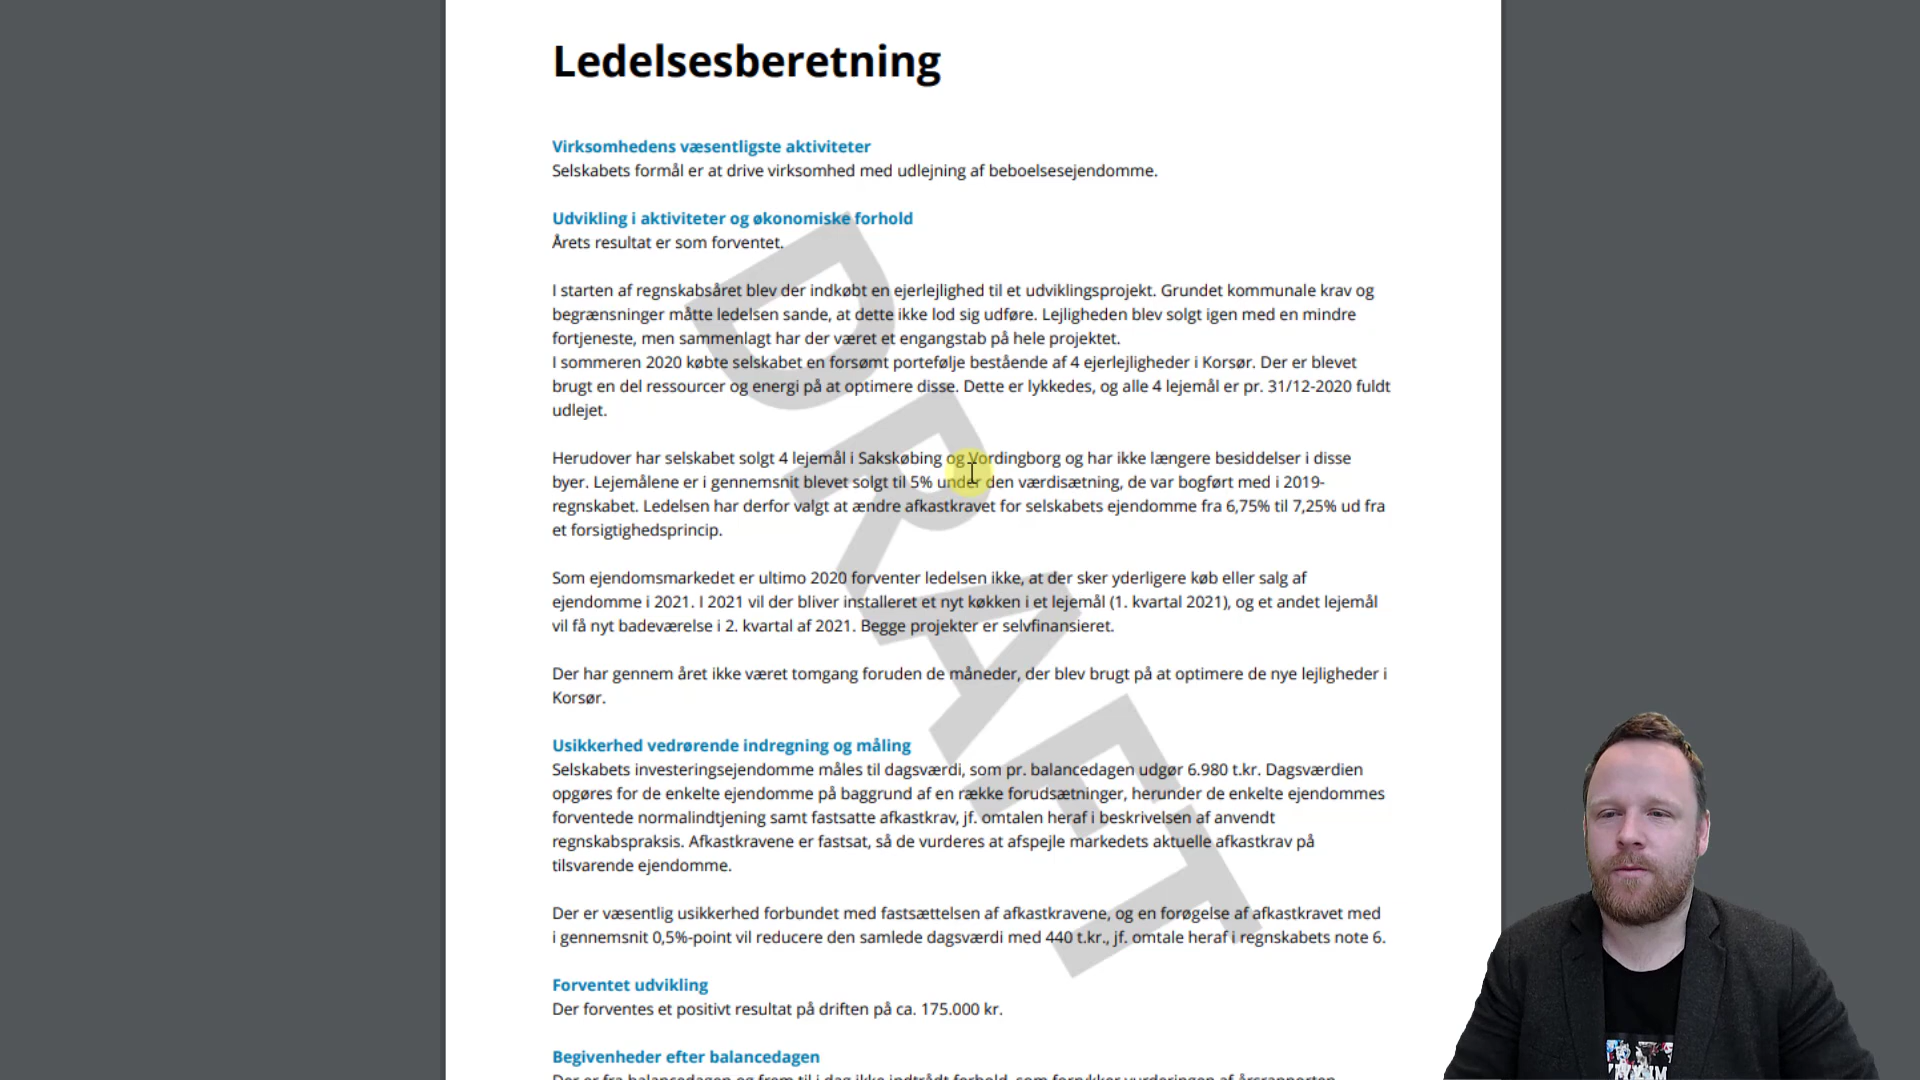 Ledelsesberetning
Virksomhedens væsentligste aktiviteter
Selskabets formål er at drive virksomhed med udlejning af beboelsesejendomme.
Udvikling i aktiviteter og økonomiske forhold
Årets resultat er som forventet.
I starten af regnskabsåret blev der indkøbt en ejerlejlighed til et udviklingsprojekt. Grundet kommunale krav og
begrænsninger måtte ledelsen sande, at dette ikke lod sig udføre. Lejligheden blev solgt igen med en mindre
fortjeneste, men sammenlagt har der været et engangstab på hele projektet.
I sommeren 2020 købte selskabet en forsømt portefølje bestående af 4 ejerlejligheder i Korsør. Der er blevet
brugt en del ressourcer og energi på at optimere disse. Dette er lykkedes, og alle 4 lejemål er pr. 31/12-2020 fuldt
udlejet.
Herudover har selskabet solgt 4 lejemål i Sakskøbing og Vordingborg og har ikke længere besiddelser i disse
byer. Lejemålene er i gennemsnit blevet solgt til 5% under den værdisætning, de var bogført med i 2019-
regnskabet. Ledelsen har derfor valgt at ændre afkastkravet for selskabets ejendomme fra 6,75% til 7,25% ud fra
et forsigtighedsprincip.
Som ejendomsmarkedet er ultimo 2020 forventer ledelsen ikke, at der sker yderligere køb eller salg af
ejendomme i 2021. I 2021 vil der bliver installeret et nyt køkken i et lejemål (1. kvartal 2021), og et andet lejemål
vil få nyt badeværelse i 2. kvartal af 2021. Begge projekter er selvfinansieret.
Der har gennem året ikke været tomgang foruden de måneder, der blev brugt på at optimere de nye lejligheder i
Korsør.
Usikkerhed vedrørende indregning og måling
Selskabets investeringsejendomme måles til dagsværdi, som pr. balancedagen udgør 6.980 t.kr. Dagsværdien
opgøres for de enkelte ejendomme på baggrund af en række forudsætninger, herunder de enkelte ejendommes
forventede normalindtjening samt fastsatte afkastkrav, jf. omtalen heraf i beskrivelsen af anvendt
regnskabspraksis. Afkastkravene er fastsat, så de vurderes at afspejle markedets aktuelle afkastkrav på
tilsvarende ejendomme.
Der er væsentlig usikkerhed forbundet med fastsættelsen af afkastkravene, og en forøgelse af afkastkravet med
i gennemsnit 0,5%-point vil reducere den samlede dagsværdi med 440 t.kr., jf. omtale heraf i regnskabets note 6.
Forventet udvikling
Der forventes et positivt resultat på driften på ca. 175.000 kr.
Begivenheder efter balancedagen
Der er fra balancedagen og frem til i dag ikke indtrådt forhold, som forrykker vurderingen af årsrapporten.
DRAFT